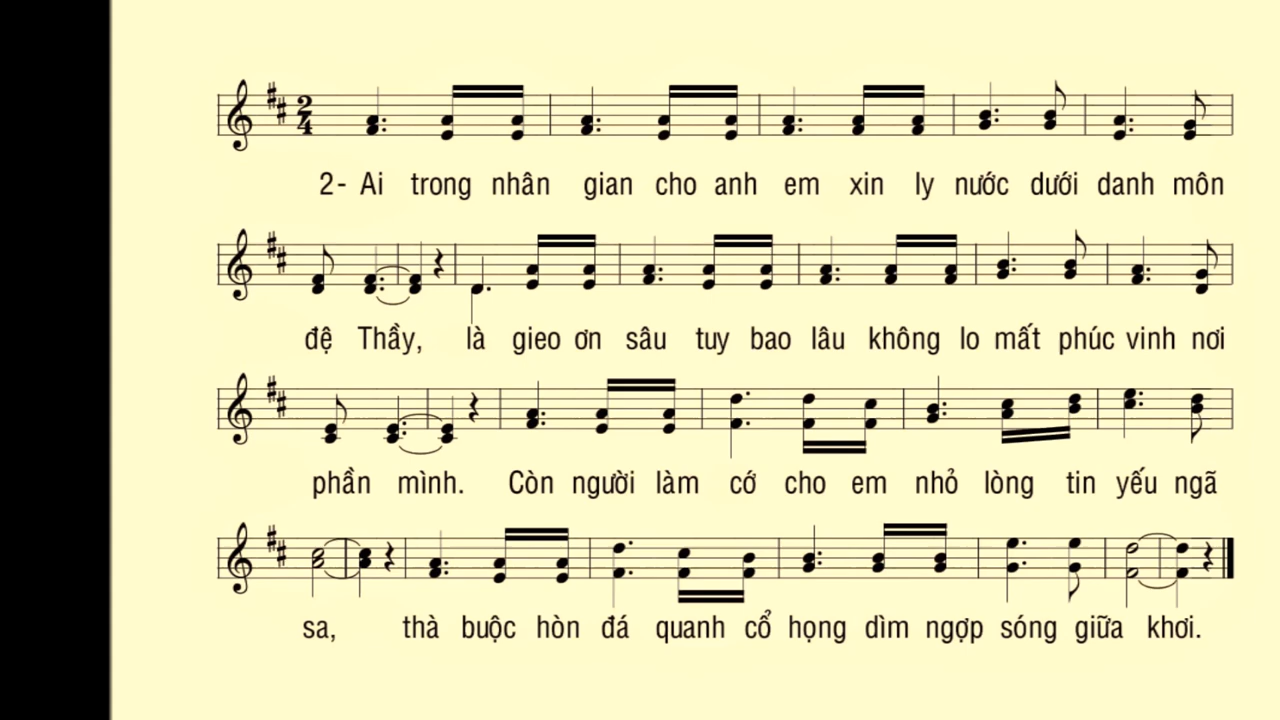 2
4
2- Ai trong nhân gian cho anh em xin ly nước dưới danh môn
đệ Thầy, là gieo ơn sâu tuy bao lâu không lo mất phúc vinh nơi
phần mình. Còn người làm cớ cho em nhỏ lòng tin yếu ngã
sa, thà buộc hòn đá quanh cổ họng dìm ngợp sóng giữa khơi.